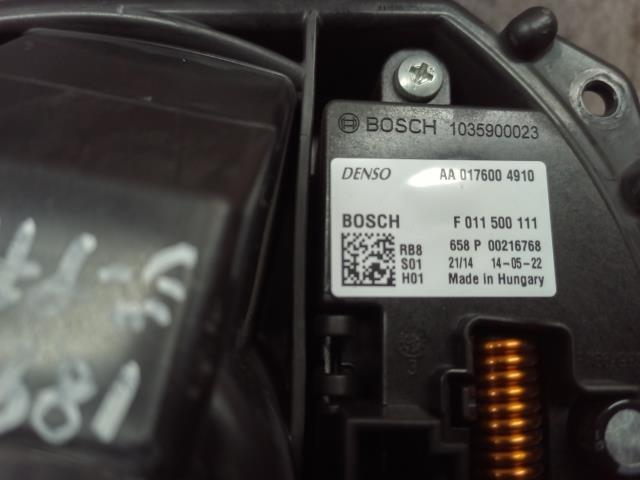 BOSCH 1035900023
DENSO AA 017600 4910
BOSCH F 011 500 111
RB8 658 P 00216768
S01 21/14 14-05-22
H01 Made in Hungary